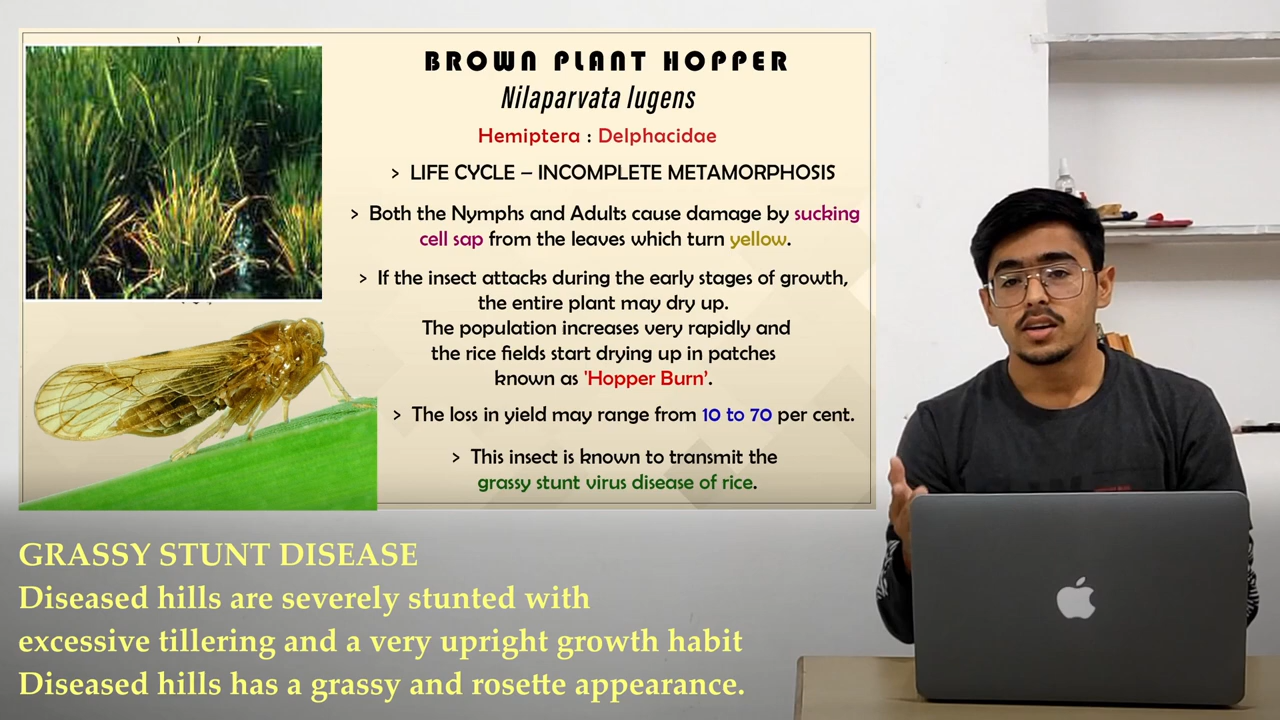 BROWN PLANT HOPPER
Nilaparvata lugens
Hemiptera : Delphacidae
> LIFE CYCLE – INCOMPLETE METAMORPHOSIS
> Both the Nymphs and Adults cause damage by sucking
cell sap from the leaves which turn yellow.
> If the insect attacks during the early stages of growth,
the entire plant may dry up.
The population increases very rapidly and
the rice fields start drying up in patches
known as 'Hopper Burn'.
> The loss in yield may range from 10 to 70 per cent.
> This insect is known to transmit the
grassy stunt virus disease of rice.
GRASSY STUNT DISEASE
Diseased hills are severely stunted with
excessive tillering and a very upright growth habit
Diseased hills has a grassy and rosette appearance.